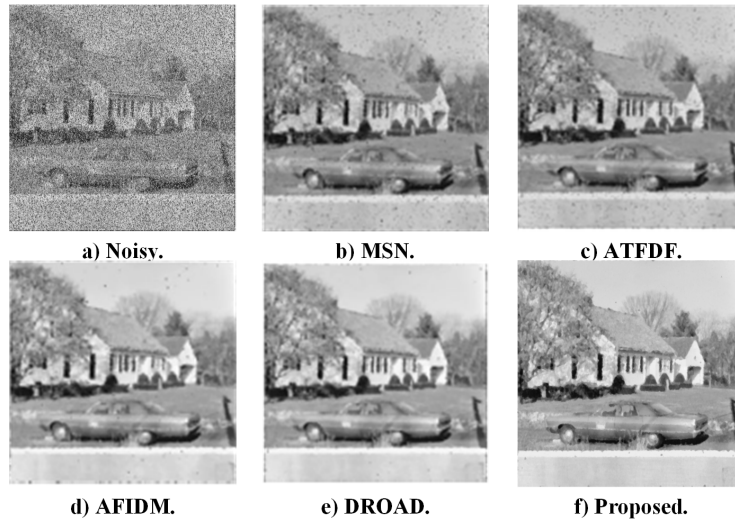 a) Noisy.
b) MSN.
c) ATFDF.
d) AFIDM.
e) DROAD.
f) Proposed.